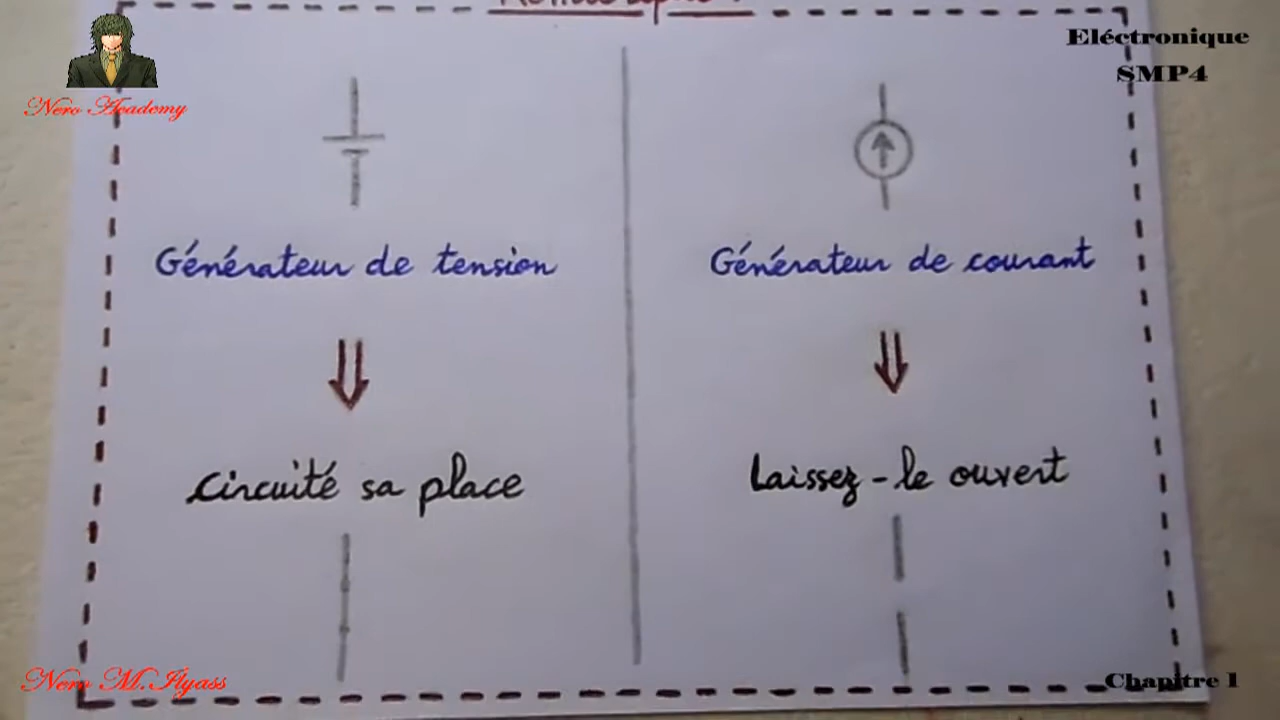 Eléctronique
SMP4
Nero Academy
Générateur de tension
Générateur de courant
Circuité sa place
Laissez-le ouvert
Nero M.Ilyass
Chapitre 1